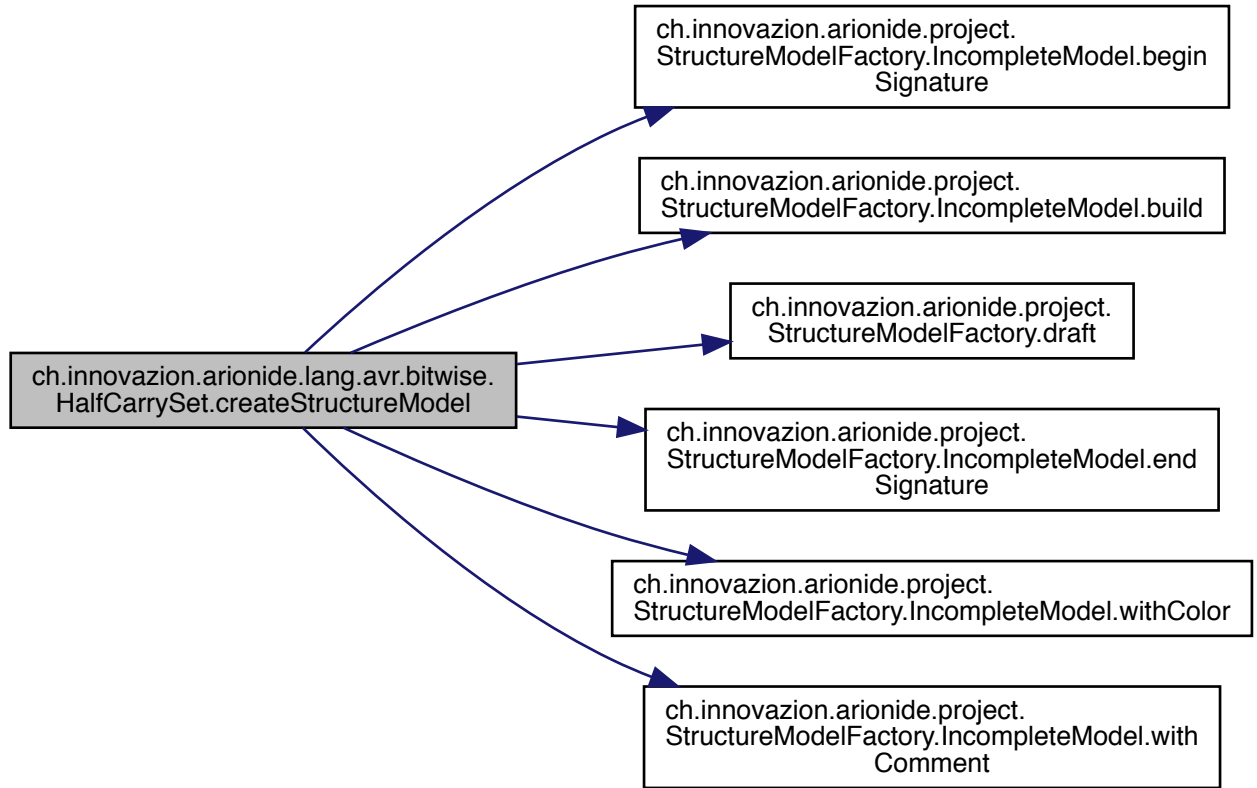 ch.innovazion.arionide.project.
StructureModelFactory.IncompleteModel.begin
Signature
ch.innovazion.arionide.project.
StructureModelFactory.IncompleteModel.build
ch.innovazion.arionide.project.
StructureModelFactory.draft
ch.innovazion.arionide.lang.avr.bitwise.
HalfCarrySet.createStructureModel
ch.innovazion.arionide.project.
StructureModelFactory.IncompleteModel.end
Signature
ch.innovazion.arionide.project.
StructureModelFactory.IncompleteModel.withColor
ch.innovazion.arionide.project.
StructureModelFactory.IncompleteModel.with
Comment